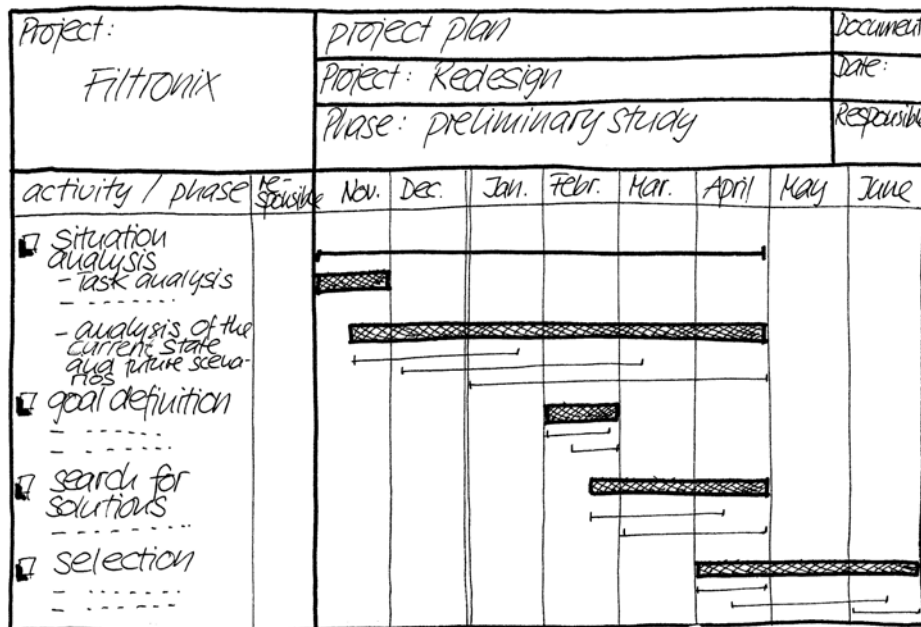 Project:
Filtronix
project plan
Project: Redesign
Phase: preliminary study
Document
Date:
Responsible
activity / phase
re-
sponsible
Nov.
Dec.
Jan.
Febr.
Mar.
April
May
June
situation
analysis
- Task analysis
- analysis of the
current state
and future scena-
rios
goal definition
search for
solutions
selection